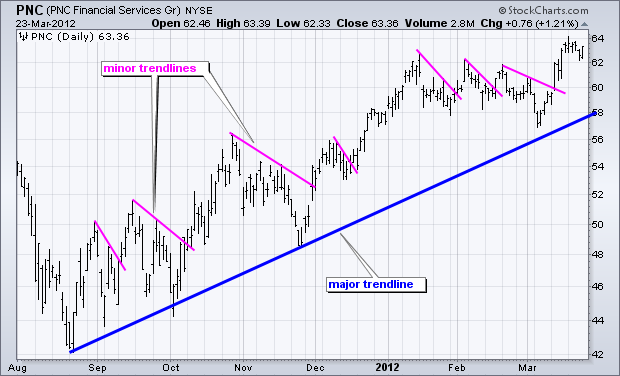 PNC (PNC Financial Services Gr) NYSE © StockCharts.com
23-Mar-2012 Open 62.46 High 63.39 Low 62.33 Close 63.36 Volume 2.8M Chg +0.76 (+1.21%)
PNC (Daily) 63.36
64
62
60
58
56
54
52
50
48
46
44
42
minor trendlines
major trendline
Aug Sep Oct Nov Dec 2012 Feb Mar